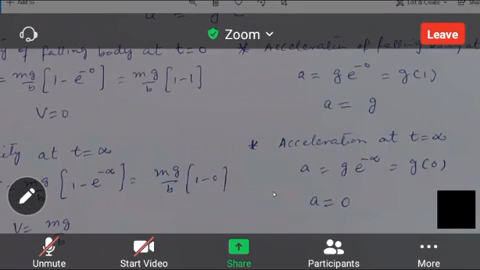 Zoom
Leave
of falling body at t=0
= mg/b [1-e^-0] = mg/b [1-1]
V=0
at t=∞
[1-e^-∞] = mg/b [1-0]
V= mg/b
* Acceleration of falling
a = g e^-0 = g(1)
a = g
* Acceleration at t=∞
a = g e^-∞ = g(0)
a = 0
Unmute
Start Video
Share
Participants
More